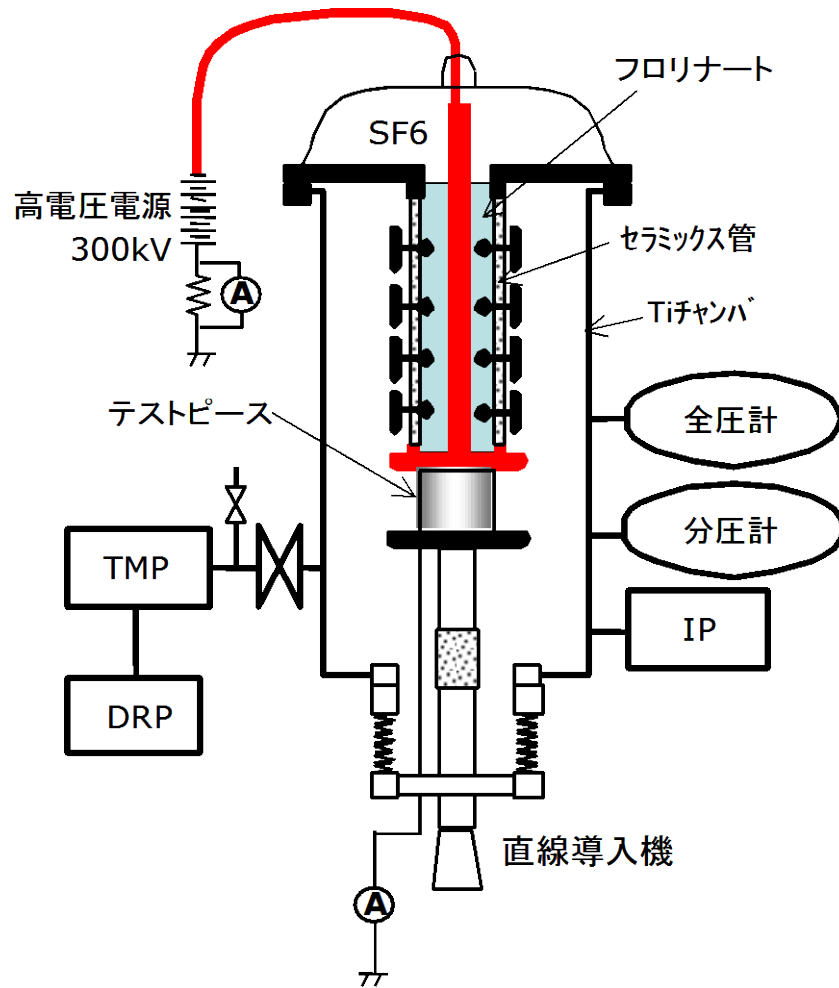 フロリナート
SF6
高電圧電源
300kV
セラミックス管
A
Tiチャンバ
テストピース
全圧計
分圧計
TMP
IP
DRP
直線導入機
A